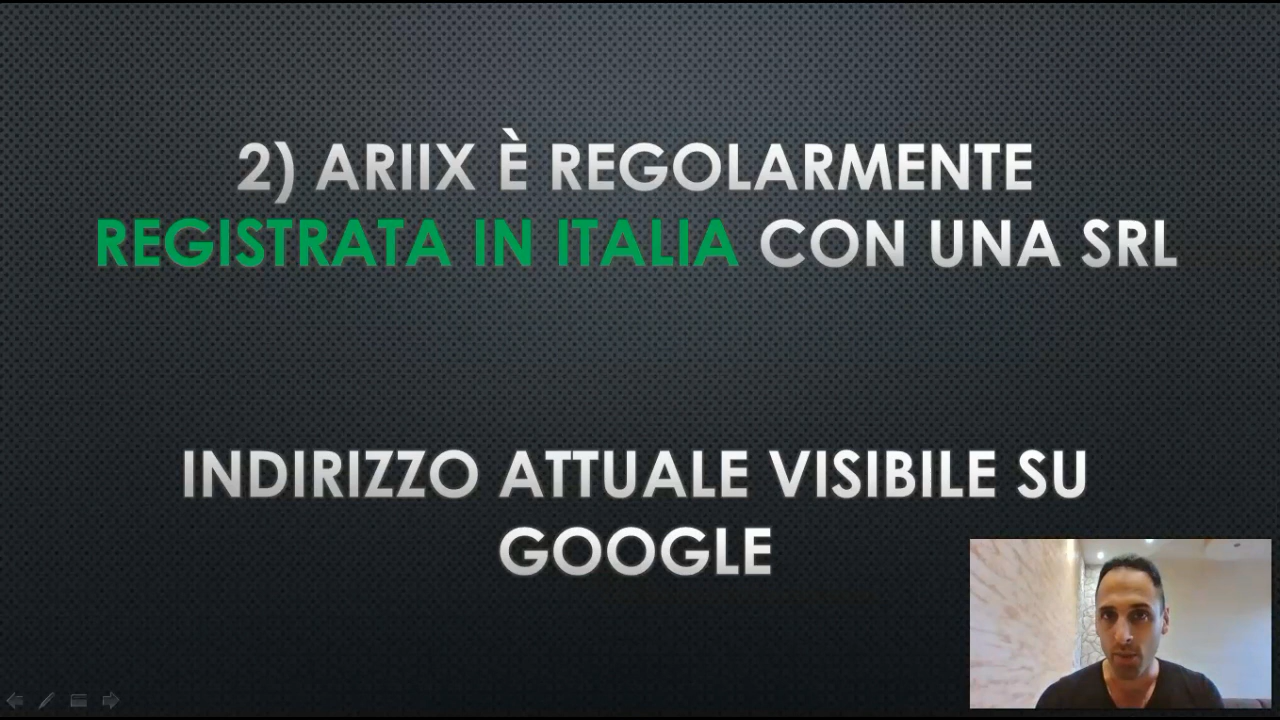 2) ARIIX È REGOLARMENTE
REGISTRATA IN ITALIA CON UNA SRL
INDIRIZZO ATTUALE VISIBILE SU
GOOGLE